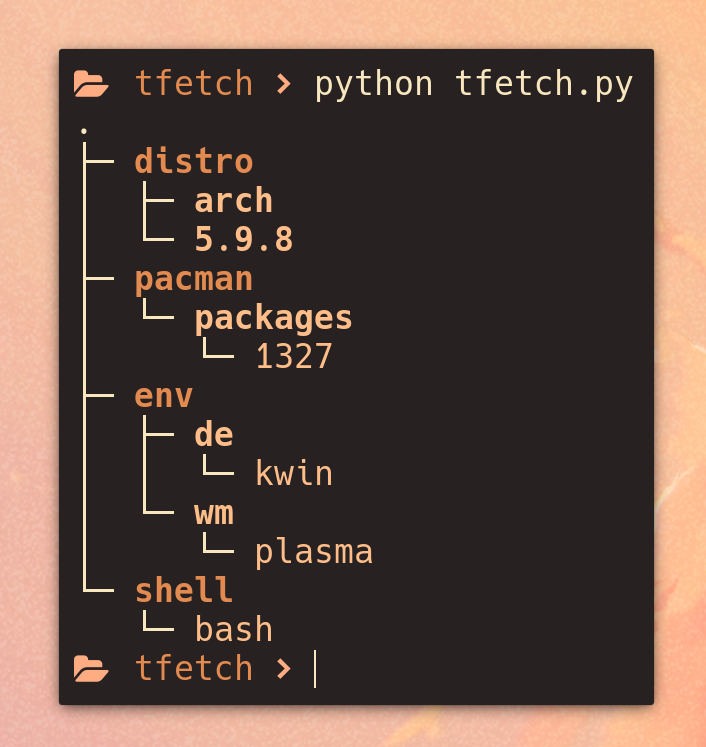 tfetch > python tfetch.py
.
├── distro
│   ├── arch
│   └── 5.9.8
├── pacman
│   └── packages
│       └── 1327
├── env
│   ├── de
│   │   └── kwin
│   └── wm
│       └── plasma
└── shell
    └── bash
tfetch >